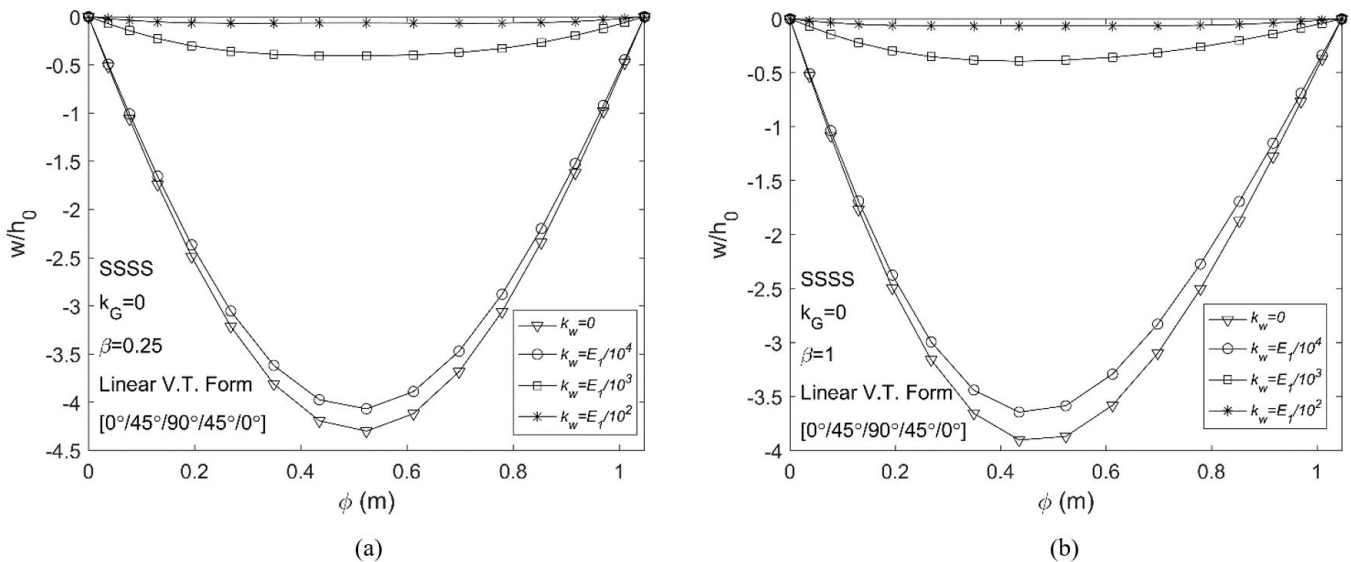 0
-0.5
-1
-1.5
-2
-2.5
-3
-3.5
-4
-4.5
w/h0
0
0.2
0.4
0.6
0.8
1
ϕ (m)
SSSS
kG=0
β=0.25
Linear V.T. Form
[0°/45°/90°/45°/0°]
kw=0
kw=E1/10^4
kw=E1/10^3
kw=E1/10^2
(a)
0
-0.5
-1
-1.5
-2
-2.5
-3
-3.5
-4
w/h0
0
0.2
0.4
0.6
0.8
1
ϕ (m)
SSSS
kG=0
β=1
Linear V.T. Form
[0°/45°/90°/45°/0°]
kw=0
kw=E1/10^4
kw=E1/10^3
kw=E1/10^2
(b)